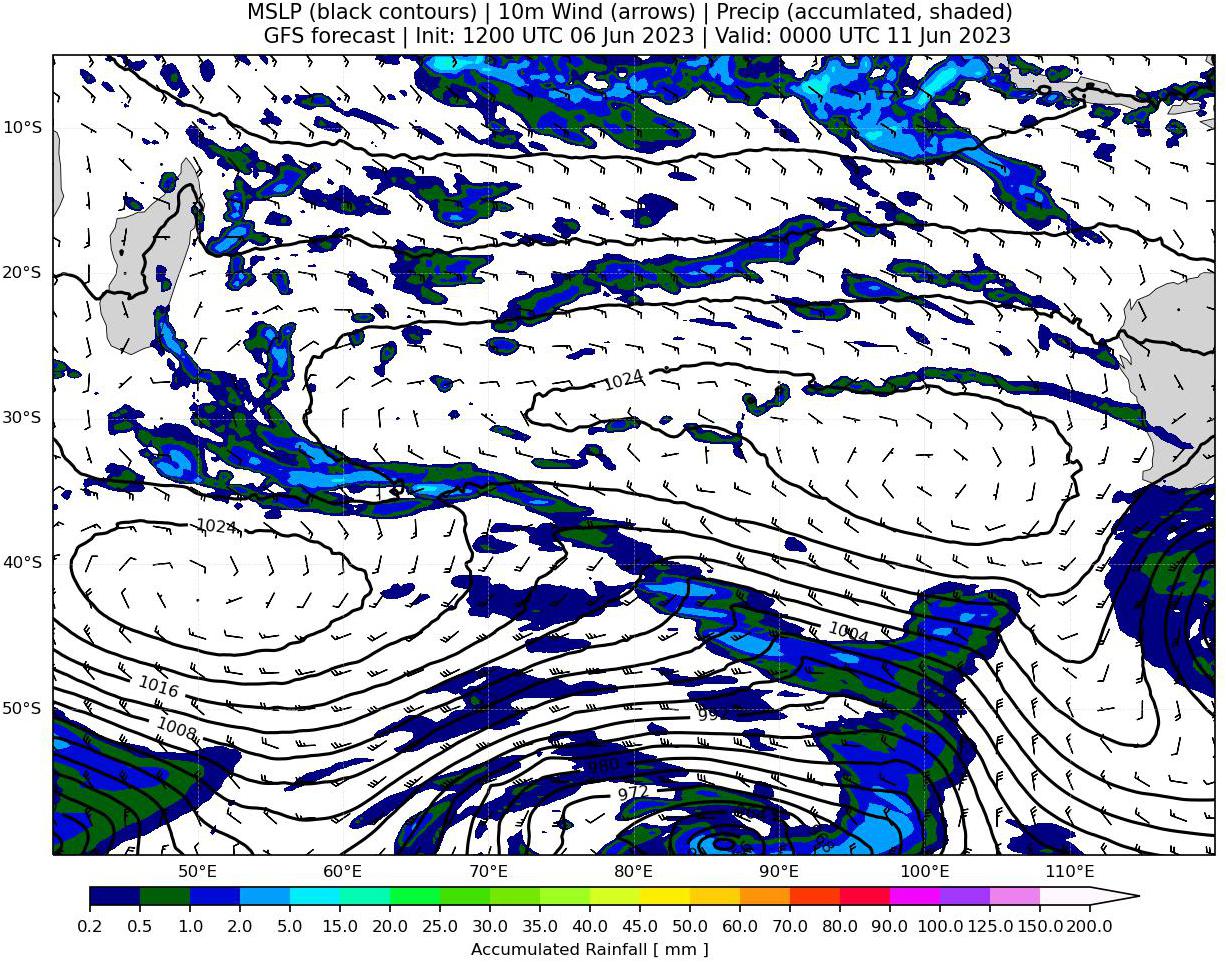 MSLP (black contours) | 10m Wind (arrows) | Precip (accumlated, shaded)
GFS forecast | Init: 1200 UTC 06 Jun 2023 | Valid: 0000 UTC 11 Jun 2023
10°S
20°S
1024
30°S
1024
40°S
1004
1016
50°S
1008
992
980
972
50°E 60°E 70°E 80°E 90°E 100°E 110°E
0.2 0.5 1.0 2.0 5.0 10.0 15.0 20.0 25.0 30.0 35.0 40.0 45.0 50.0 60.0 70.0 80.0 90.0 100.0 125.0 150.0 200.0
Accumulated Rainfall [ mm ]